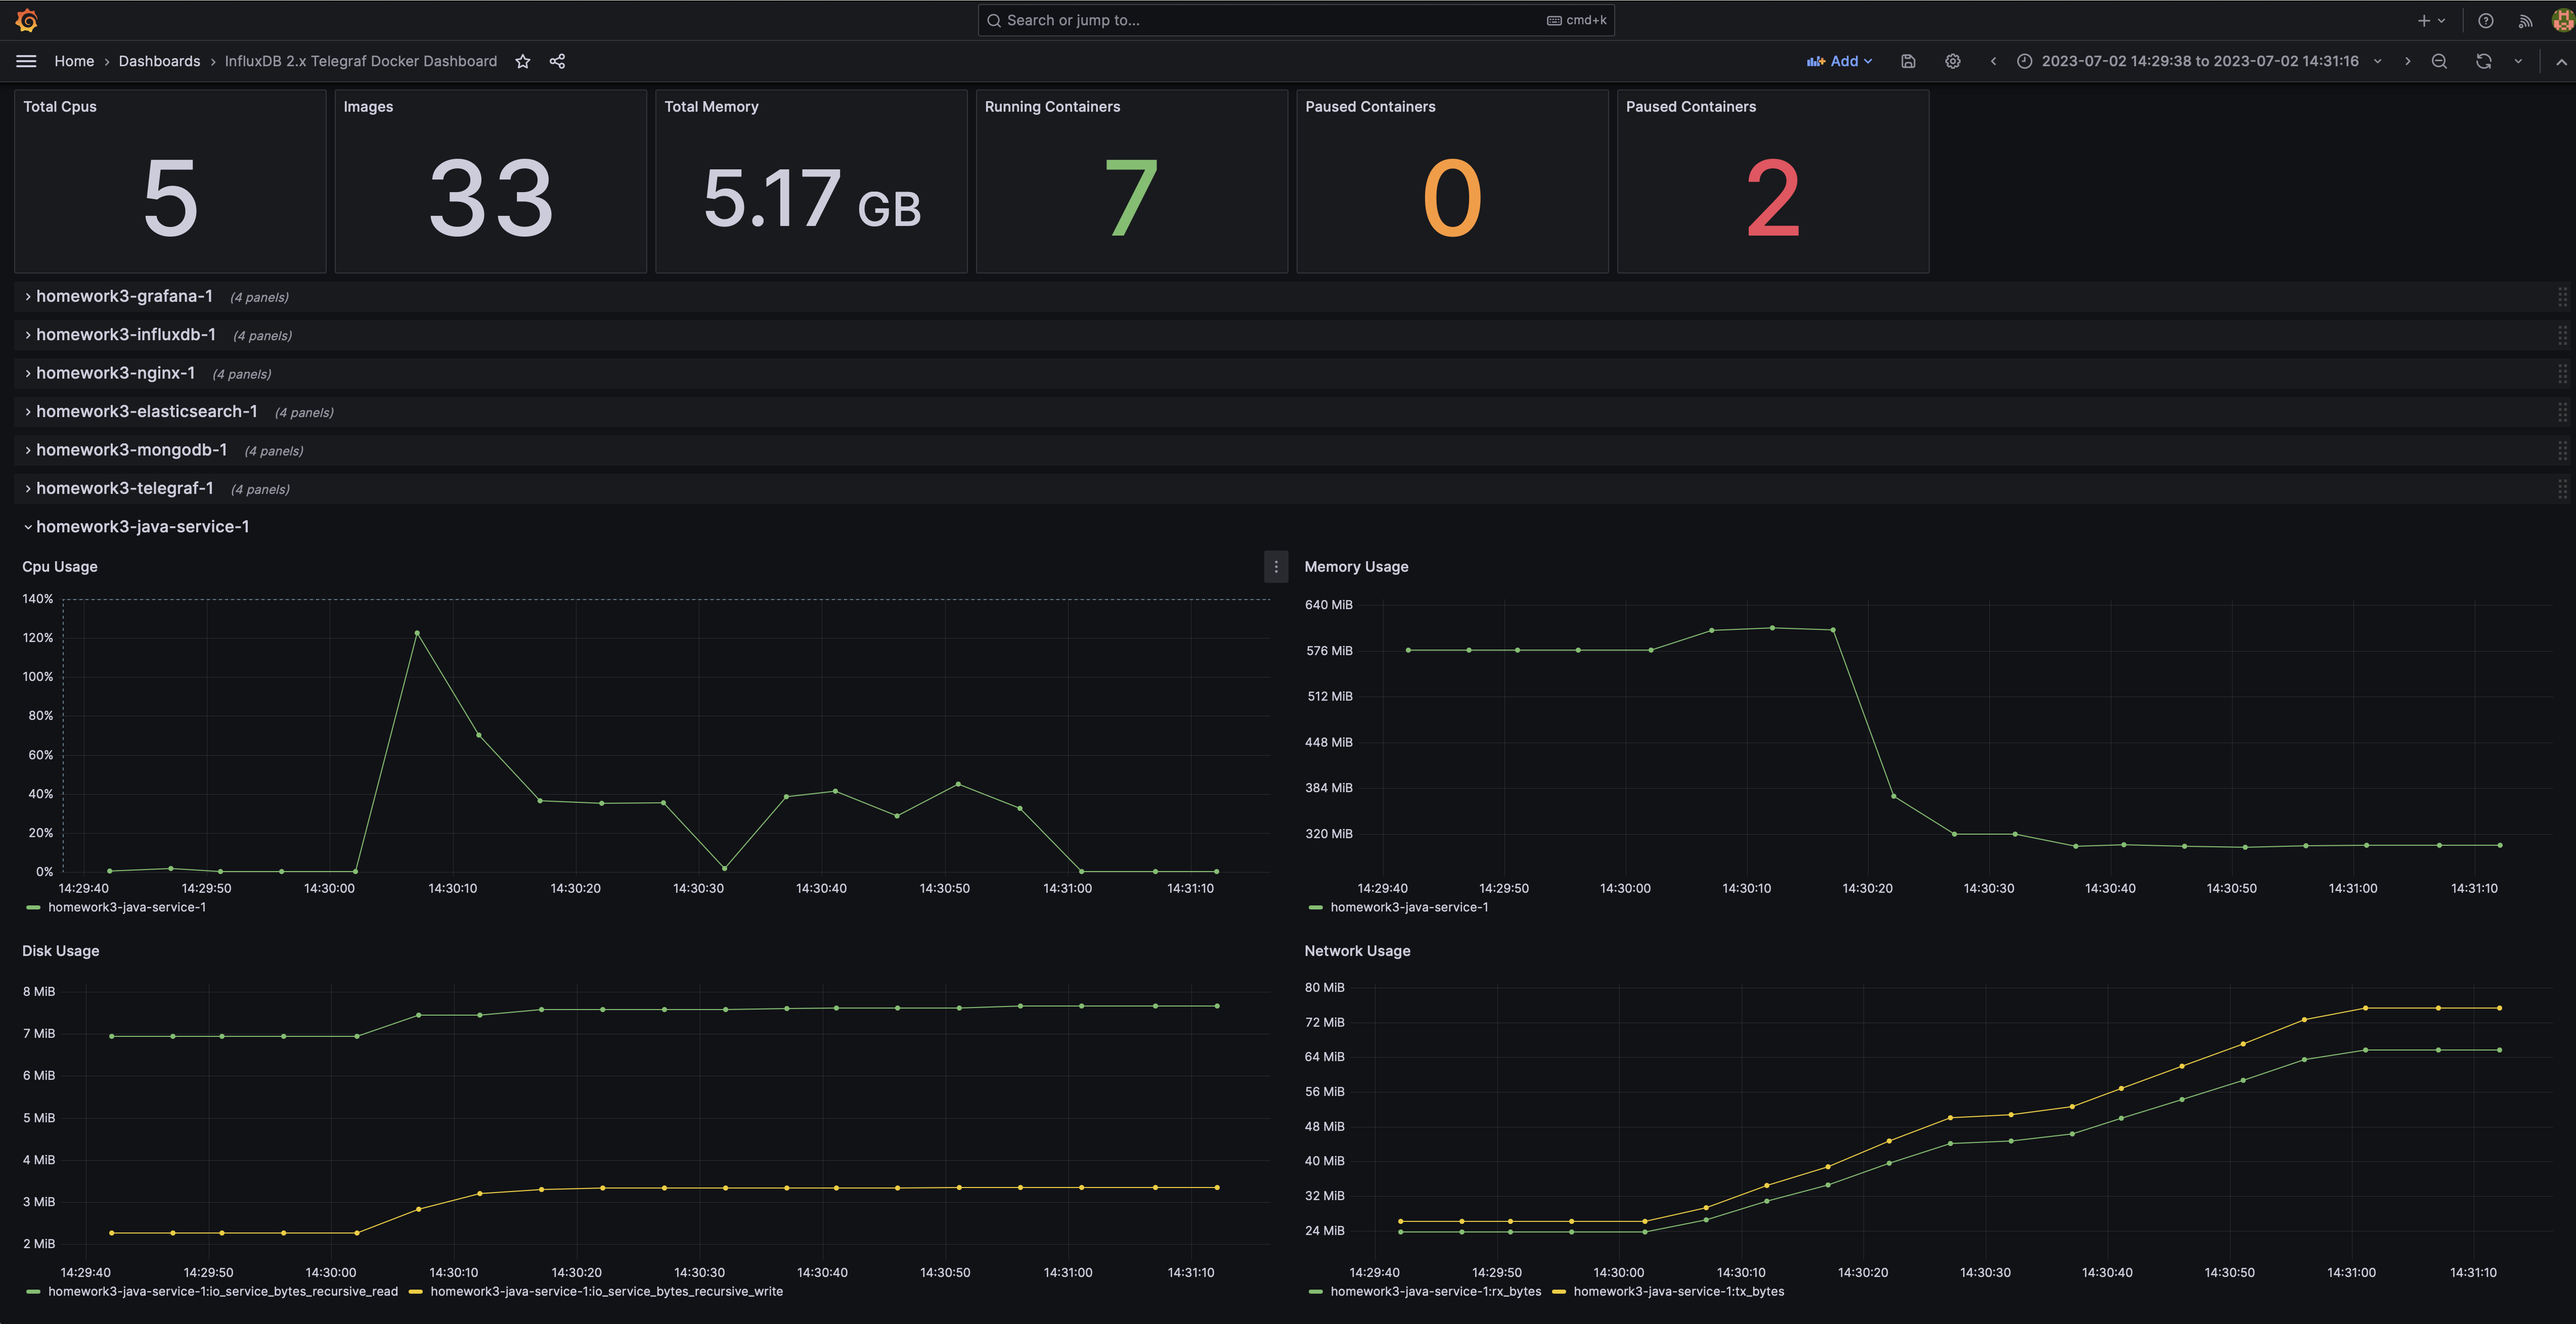 Search or jump to... cmd+k
Home › Dashboards › InfluxDB 2.x Telegraf Docker Dashboard Add 2023-07-02 14:29:38 to 2023-07-02 14:31:16
Total Cpus
5
Images
33
Total Memory
5.17 GB
Running Containers
7
Paused Containers
0
Paused Containers
2
homework3-grafana-1 (4 panels)
homework3-influxdb-1 (4 panels)
homework3-nginx-1 (4 panels)
homework3-elasticsearch-1 (4 panels)
homework3-mongodb-1 (4 panels)
homework3-telegraf-1 (4 panels)
homework3-java-service-1
Cpu Usage
140%
120%
100%
80%
60%
40%
20%
0%
14:29:40 14:29:50 14:30:00 14:30:10 14:30:20 14:30:30 14:30:40 14:30:50 14:31:00 14:31:10
homework3-java-service-1
Memory Usage
640 MiB
576 MiB
512 MiB
448 MiB
384 MiB
320 MiB
14:29:40 14:29:50 14:30:00 14:30:10 14:30:20 14:30:30 14:30:40 14:30:50 14:31:00 14:31:10
homework3-java-service-1
Disk Usage
8 MiB
7 MiB
6 MiB
5 MiB
4 MiB
3 MiB
2 MiB
14:29:40 14:29:50 14:30:00 14:30:10 14:30:20 14:30:30 14:30:40 14:30:50 14:31:00 14:31:10
homework3-java-service-1:io_service_bytes_recursive_read homework3-java-service-1:io_service_bytes_recursive_write
Network Usage
80 MiB
72 MiB
64 MiB
56 MiB
48 MiB
40 MiB
32 MiB
24 MiB
14:29:40 14:29:50 14:30:00 14:30:10 14:30:20 14:30:30 14:30:40 14:30:50 14:31:00 14:31:10
homework3-java-service-1:rx_bytes homework3-java-service-1:tx_bytes